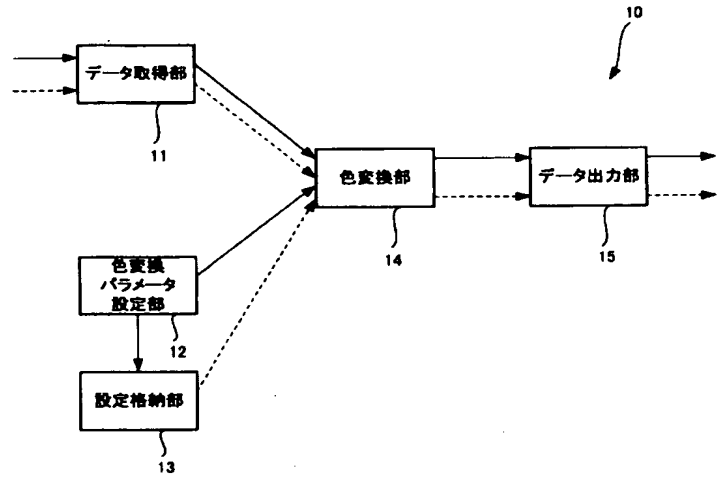 10
データ取得部
11
色変換部
14
データ出力部
15
色変換
パラメータ
設定部
12
設定格納部
13